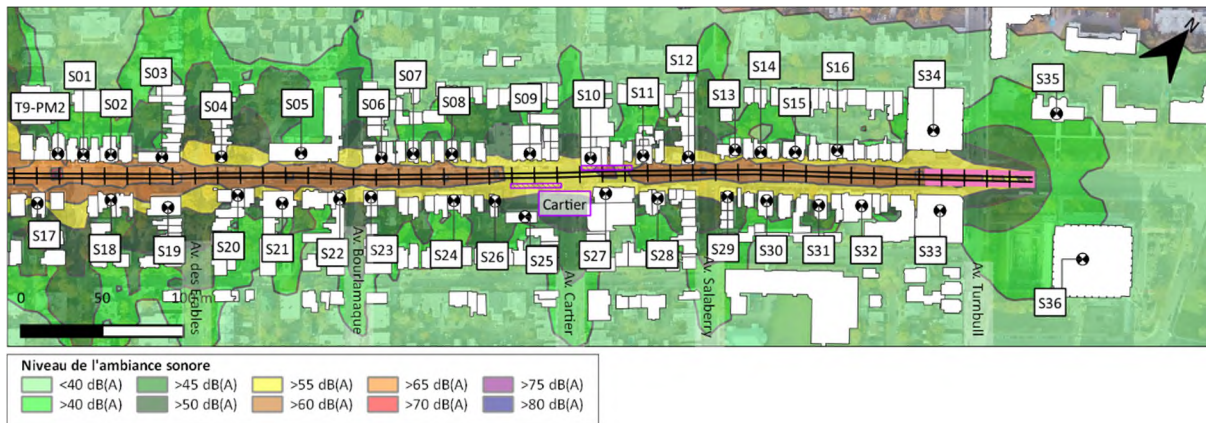 S12
S07
S14
S01
S03
S16
S34
S35
S09
T9-PM2
S02
S04
S05
S06
S08
S10
S11
S13
S15
N
Cartier
S17
S18
S19
S20
S21
S22
S23
S24
S26
S25
S27
S28
S29
S30
S31
S32
S33
S36
Av. des Érables
Av. Bourlamaque
Av. Cartier
Av. Salaberry
Av. Turnbull
0 50 100 m
Niveau de l'ambiance sonore
<40 dB(A) >45 dB(A) >55 dB(A) >65 dB(A) >75 dB(A)
>40 dB(A) >50 dB(A) >60 dB(A) >70 dB(A) >80 dB(A)